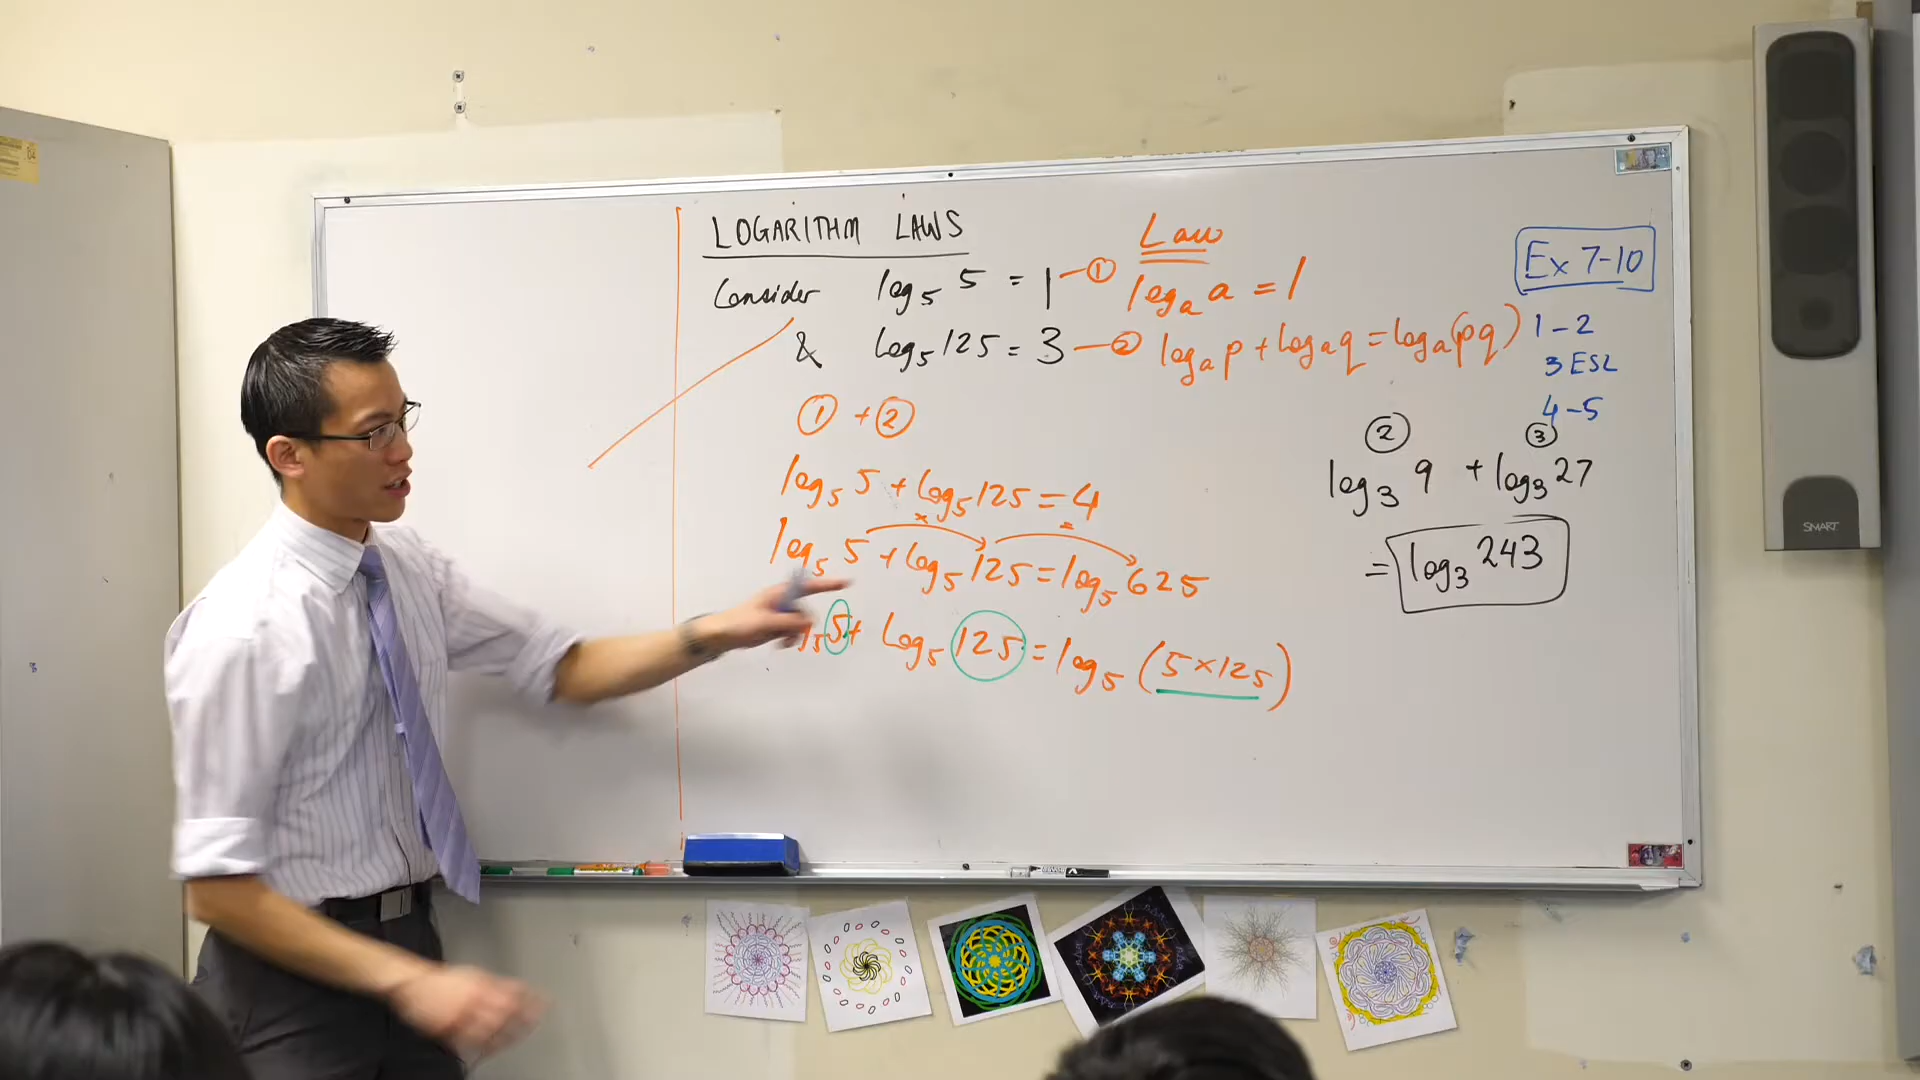 LOGARITHM LAWS
Consider log₅ 5 = 1 — ①
& log₅ 125 = 3 — ②
① + ②
log₅ 5 + log₅ 125 = 4
× =
log₅ 5 + log₅ 125 = log₅ 625
5 + log₅ 125 = log₅ (5 × 125)
Law
logₐ a = 1
logₐ p + logₐ q = logₐ (pq)
Ex 7-10
1 – 2
3 ESL
4 – 5
② ③
log₃ 9 + log₃ 27
= log₃ 243
SMART